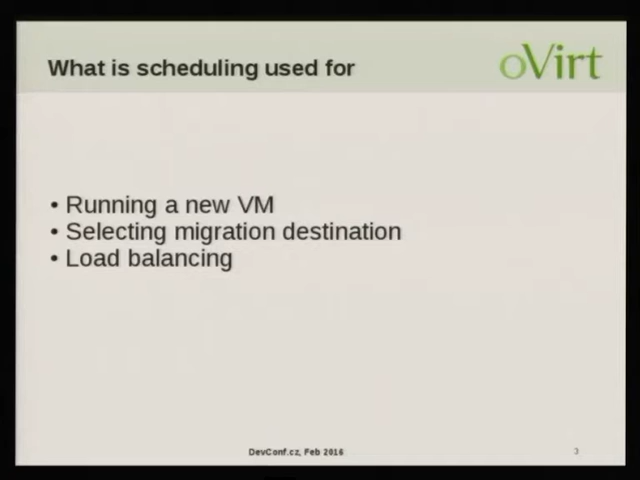 What is scheduling used for
oVirt
• Running a new VM
• Selecting migration destination
• Load balancing
DevConf.cz, Feb 2016
3